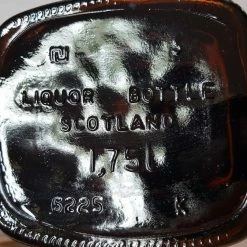 LIQUOR BOTTLE
SCOTLAND
1,75L
5225 K